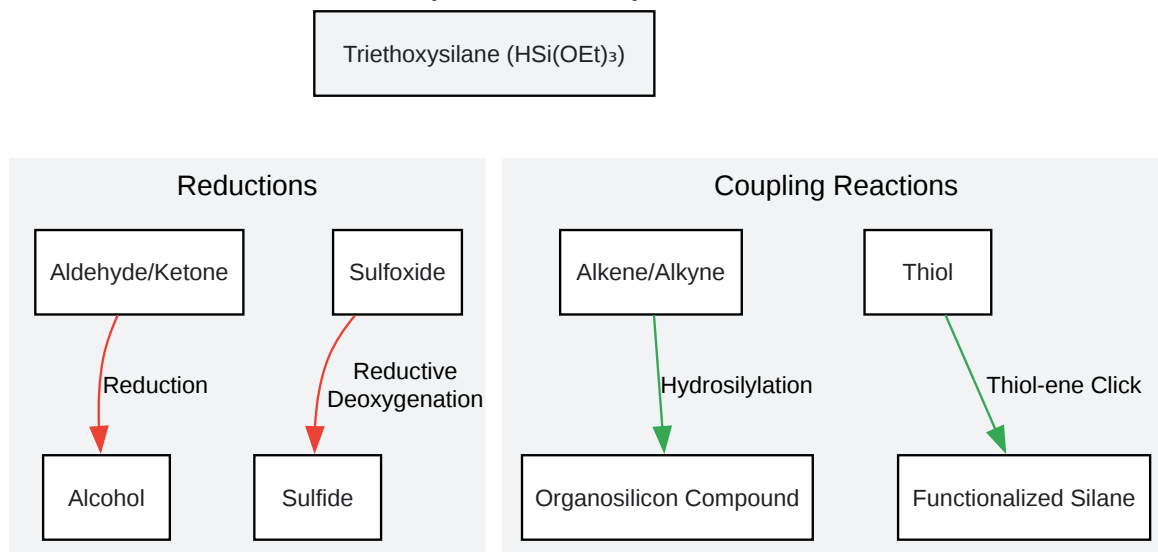 Triethoxysilane (HSi(OEt)₃)
Reductions
Coupling Reactions
Aldehyde/Ketone
Sulfoxide
Alkene/Alkyne
Thiol
Reduction
Reductive
Deoxygenation
Hydrosilylation
Thiol-ene Click
Alcohol
Sulfide
Organosilicon Compound
Functionalized Silane